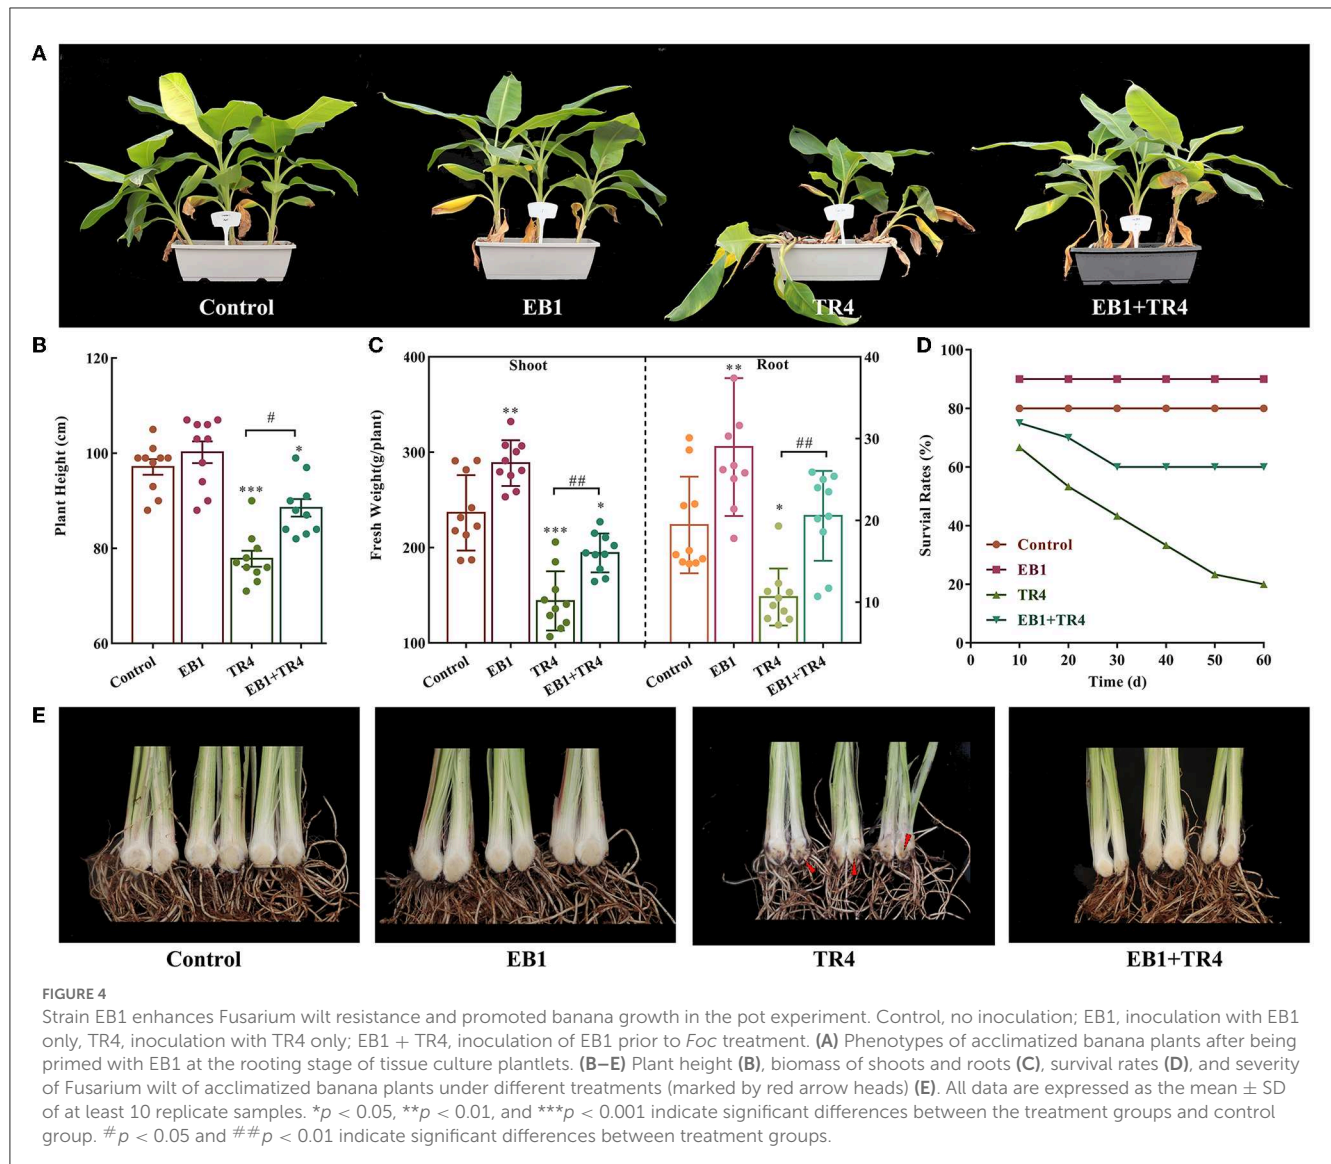 A
Control
EB1
TR4
EB1+TR4
B
120
100
80
60
Plant Height (cm)
***
#
*
Control
EB1
TR4
EB1+TR4
C
400
300
200
100
Fresh Weight(g/plant)
Shoot
Root
**
***
##
*
**
*
##
40
30
20
10
Control
EB1
TR4
EB1+TR4
Control
EB1
TR4
EB1+TR4
D
100
80
60
40
20
0
Survial Rates (%)
Control
EB1
TR4
EB1+TR4
0
10
20
30
40
50
60
Time (d)
E
Control
EB1
TR4
EB1+TR4
FIGURE 4
Strain EB1 enhances Fusarium wilt resistance and promoted banana growth in the pot experiment. Control, no inoculation; EB1, inoculation with EB1
only, TR4, inoculation with TR4 only; EB1 + TR4, inoculation of EB1 prior to Foc treatment. (A) Phenotypes of acclimatized banana plants after being
primed with EB1 at the rooting stage of tissue culture plantlets. (B–E) Plant height (B), biomass of shoots and roots (C), survival rates (D), and severity
of Fusarium wilt of acclimatized banana plants under different treatments (marked by red arrow heads) (E). All data are expressed as the mean ± SD
of at least 10 replicate samples. *p < 0.05, **p < 0.01, and ***p < 0.001 indicate significant differences between the treatment groups and control
group. #p < 0.05 and ##p < 0.01 indicate significant differences between treatment groups.